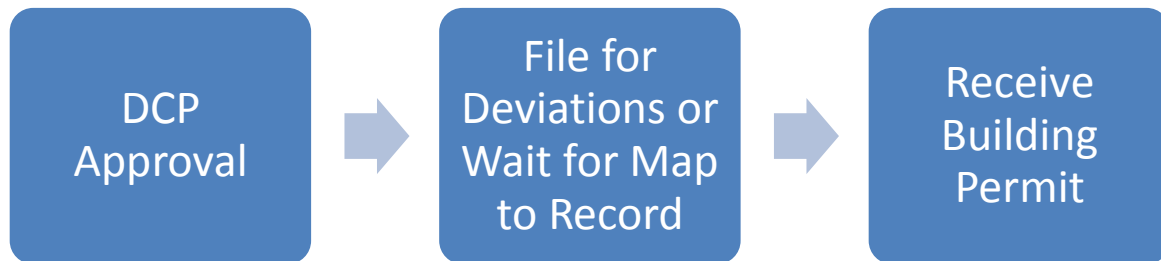 DCP
Approval
File for
Deviations or
Wait for Map
to Record
Receive
Building
Permit